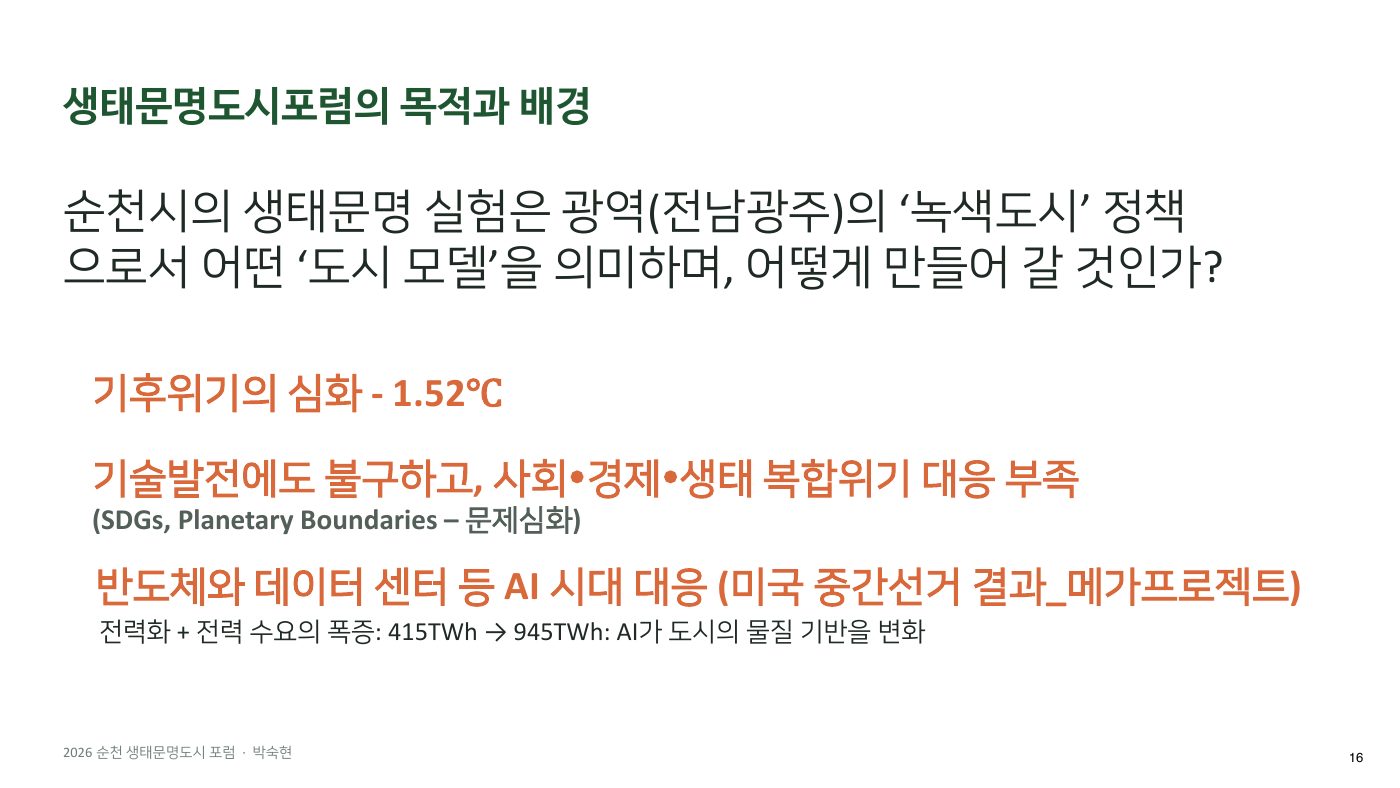 생태문명도시포럼의 목적과 배경
순천시의 생태문명 실험은 광역(전남광주)의 ‘녹색도시’ 정책
으로서 어떤 ‘도시 모델’을 의미하며, 어떻게 만들어 갈 것인가?
기후위기의 심화 - 1.52℃
기술발전에도 불구하고, 사회•경제•생태 복합위기 대응 부족
(SDGs, Planetary Boundaries – 문제심화)
반도체와 데이터 센터 등 AI 시대 대응 (미국 중간선거 결과_메가프로젝트)
전력화 + 전력 수요의 폭증: 415TWh → 945TWh: AI가 도시의 물질 기반을 변화
2026 순천 생태문명도시 포럼 · 박숙현
16